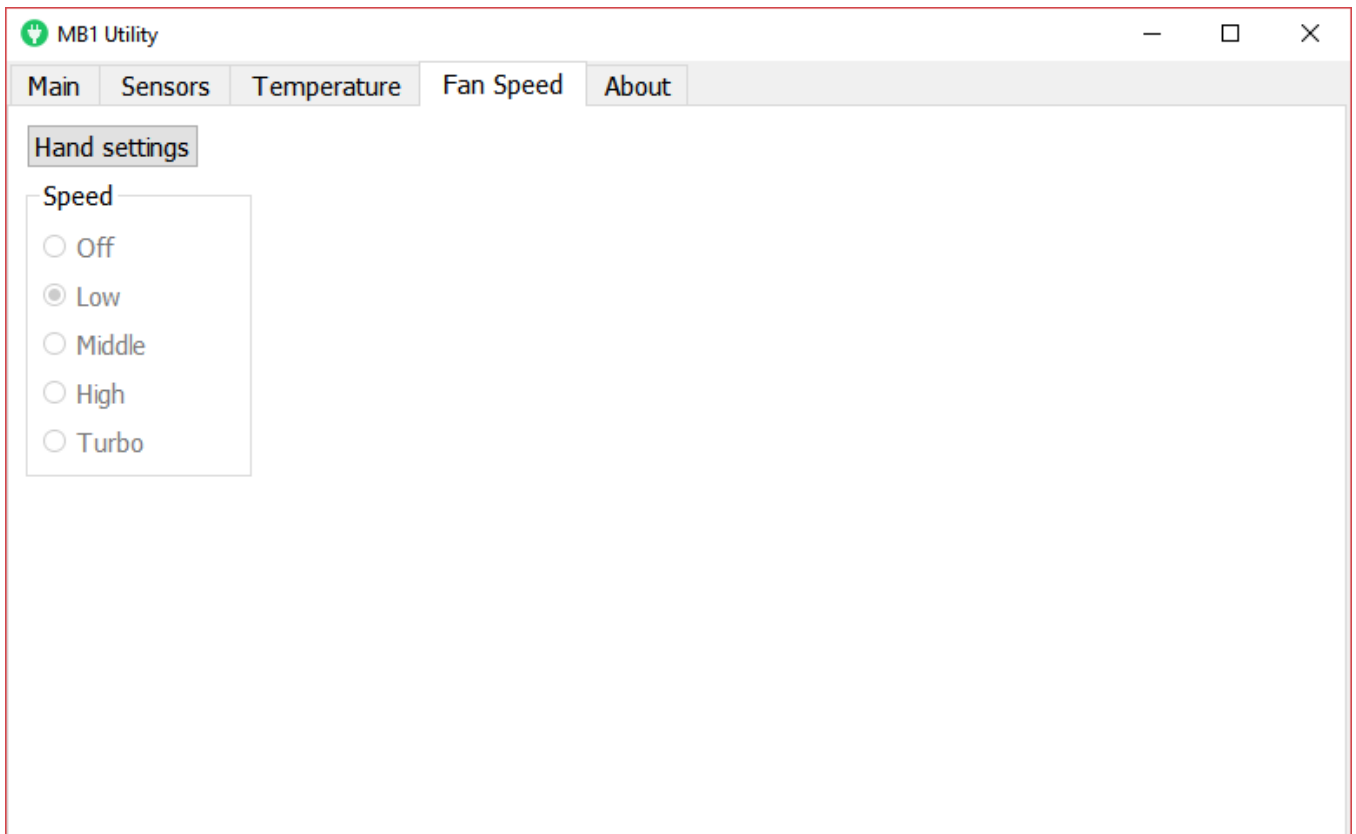 MB1 Utility
Main Sensors Temperature Fan Speed About
Hand settings
Speed
Off
Low
Middle
High
Turbo